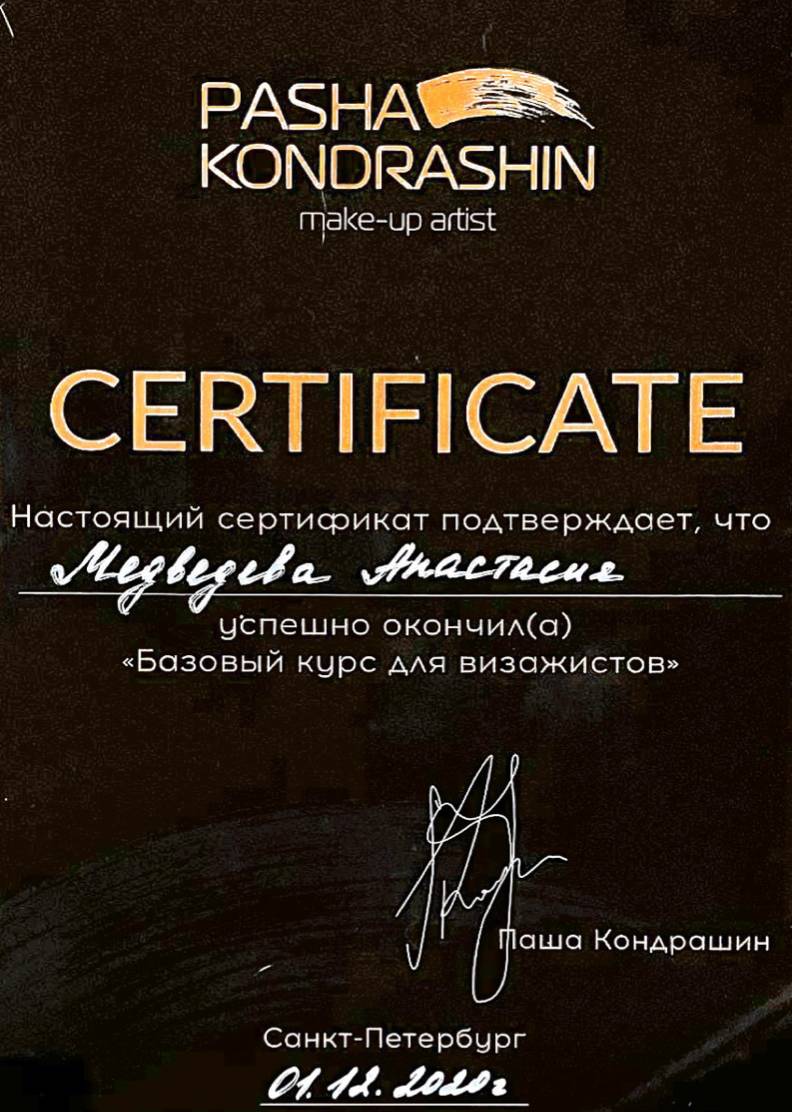 PASHA
KONDRASHIN
make-up artist
CERTIFICATE
Настоящий сертификат подтверждает, что
Медведева Анастасия
успешно окончил(а)
«Базовый курс для визажистов»
Паша Кондрашин
Санкт-Петербург
01.12.2020г